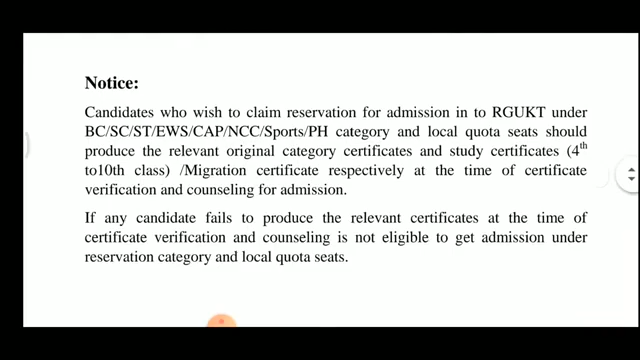 Notice:
Candidates who wish to claim reservation for admission in to RGUKT under
BC/SC/ST/EWS/CAP/NCC/Sports/PH category and local quota seats should
produce the relevant original category certificates and study certificates (4th
to10th class) /Migration certificate respectively at the time of certificate
verification and counseling for admission.
If any candidate fails to produce the relevant certificates at the time of
certificate verification and counseling is not eligible to get admission under
reservation category and local quota seats.